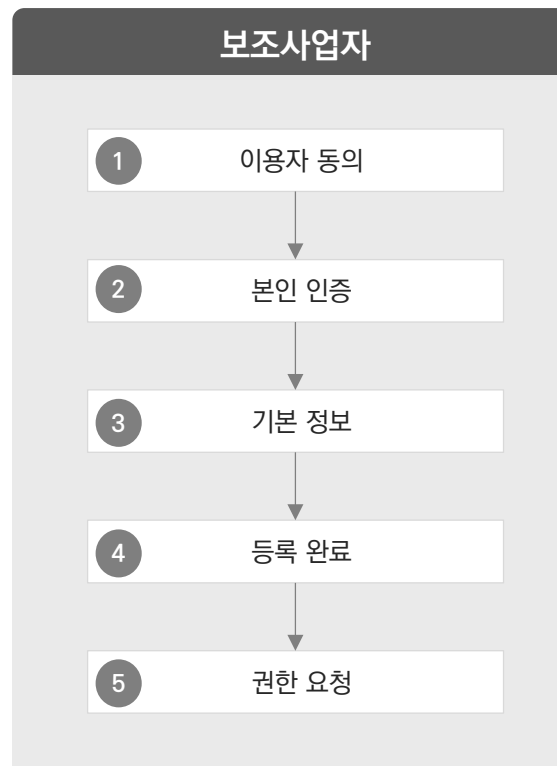 보조사업자
1 이용자 동의
2 본인 인증
3 기본 정보
4 등록 완료
5 권한 요청